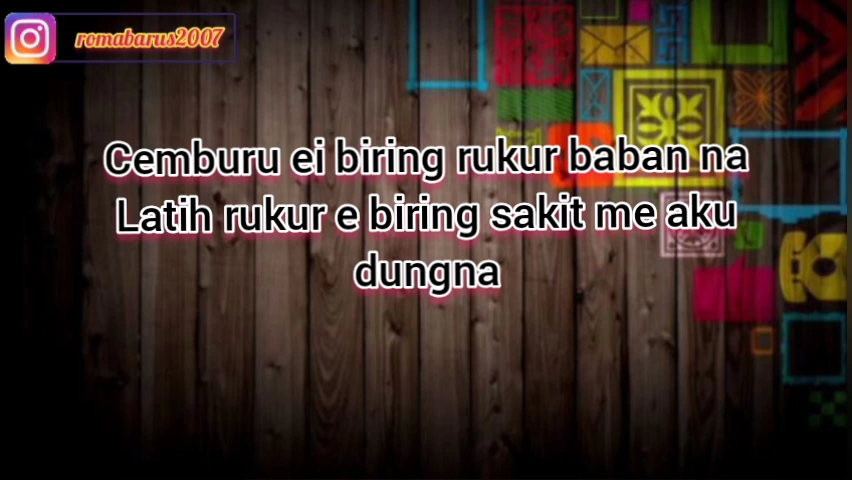 romabarus2007
Cemburu ei biring rukur baban na
Latih rukur e biring sakit me aku
dungna